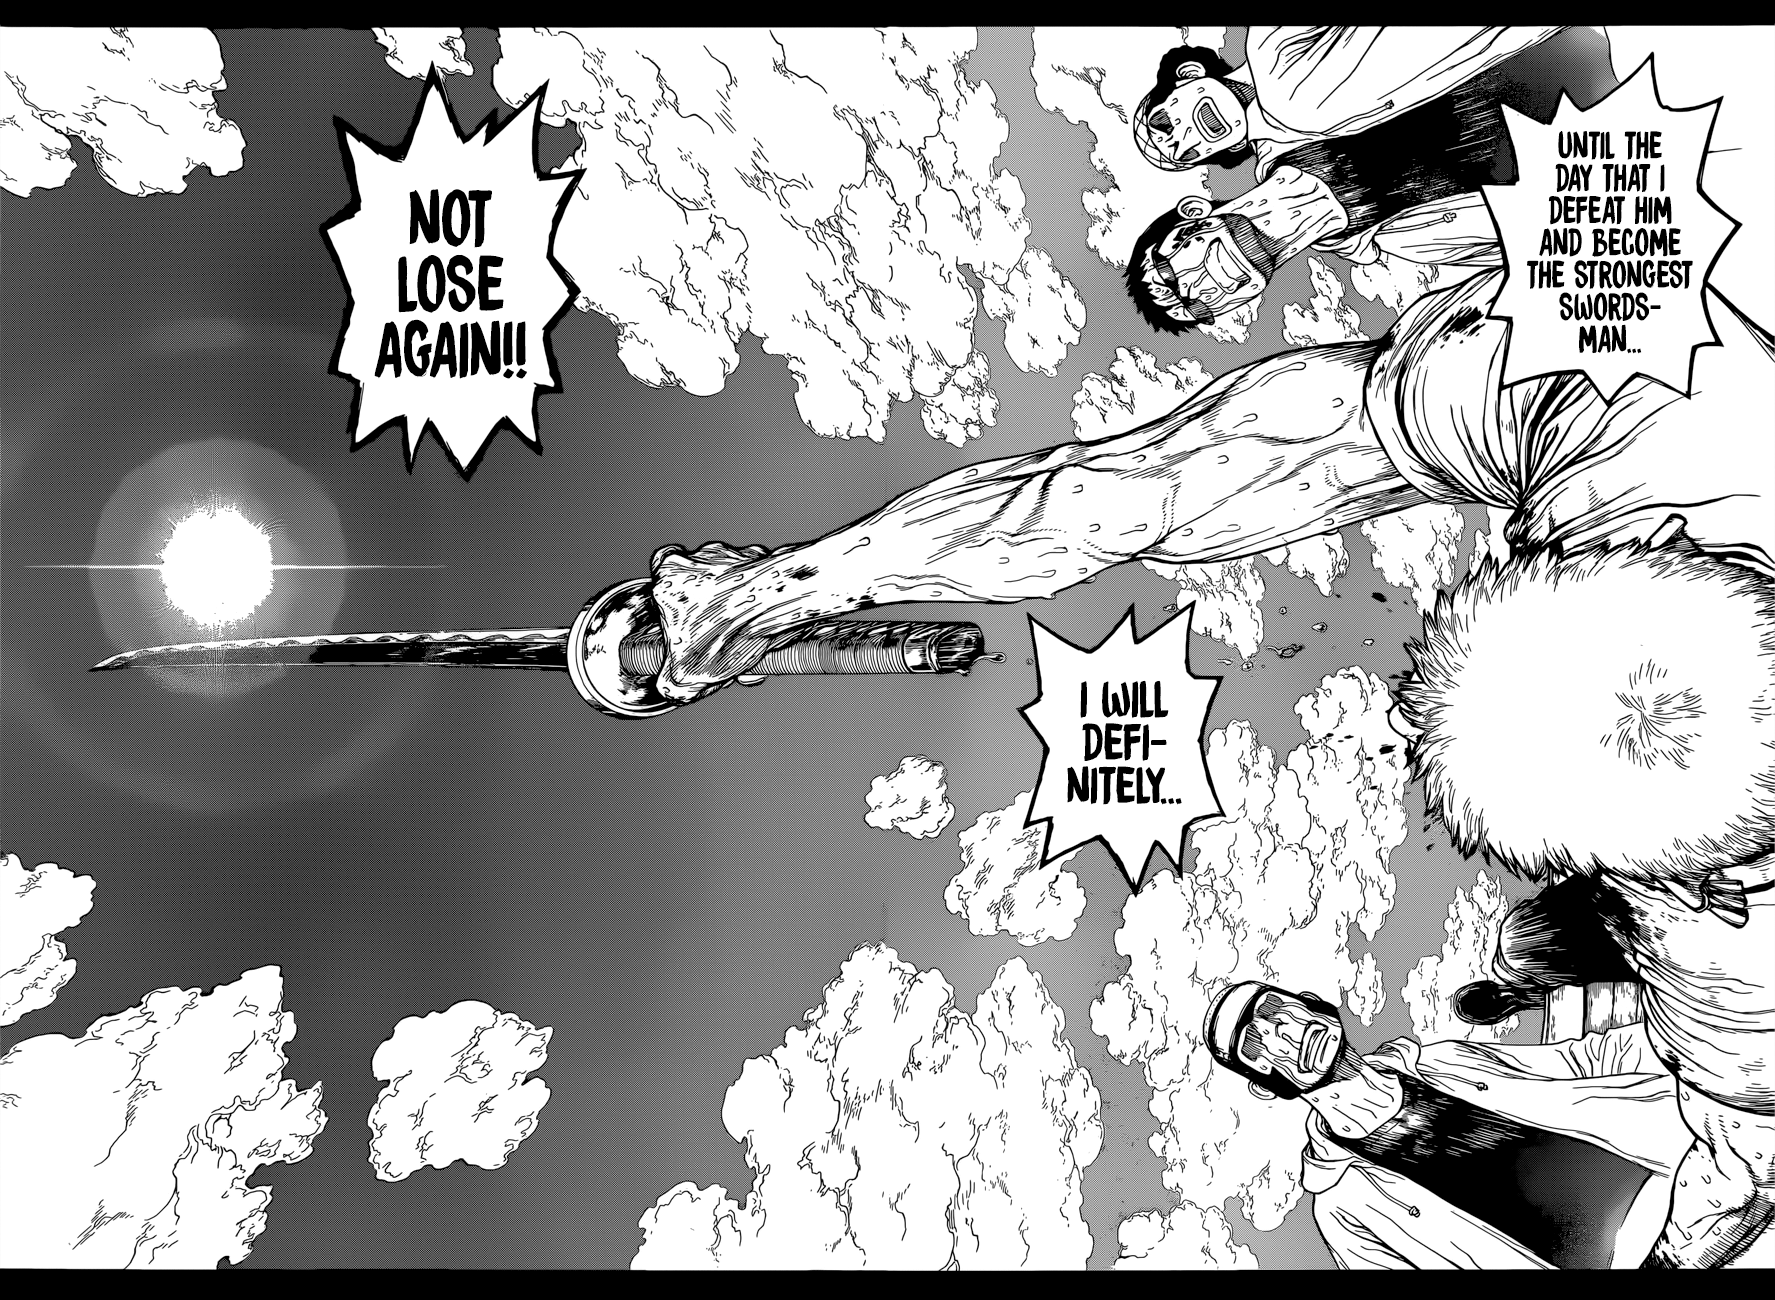 UNTIL THE
DAY THAT I
DEFEAT HIM
AND BECOME
THE STRONGEST
SWORDS-
MAN...
I WILL
DEFI-
NITELY...
NOT
LOSE
AGAIN!!